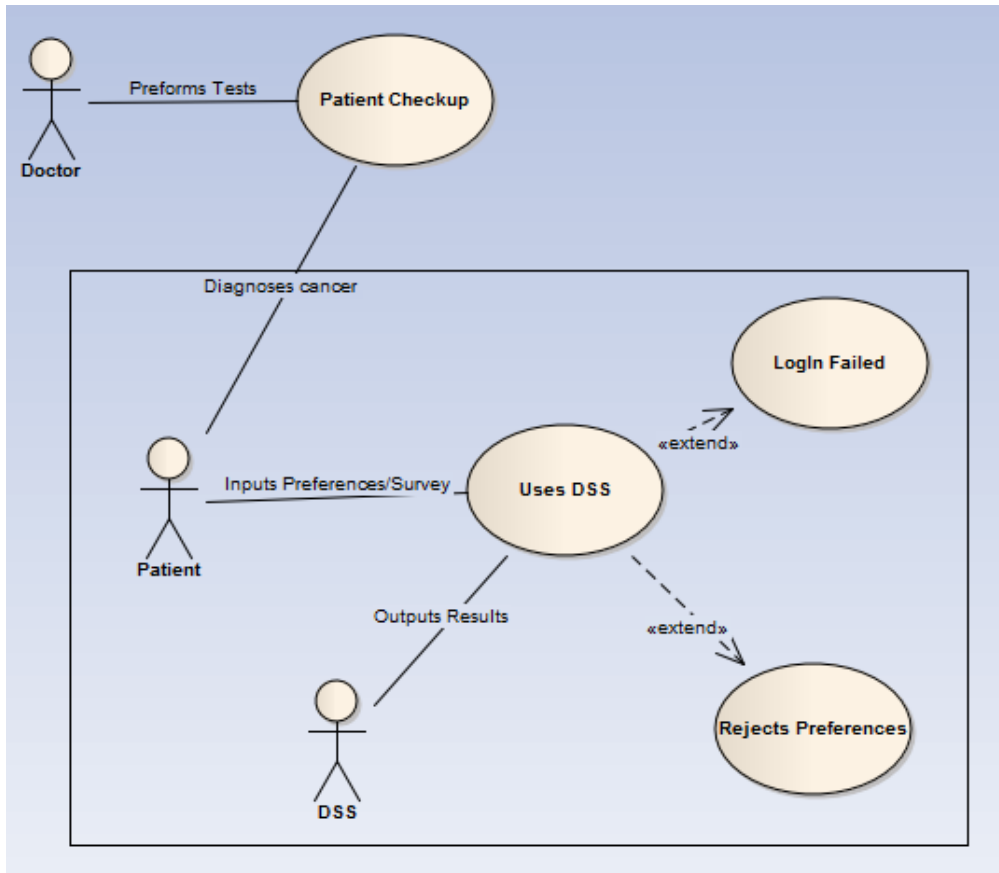 Preforms Tests
Patient Checkup
Doctor
Diagnoses cancer
LogIn Failed
«extend»
Inputs Preferences/Survey
Uses DSS
Patient
Outputs Results
«extend»
Rejects Preferences
DSS